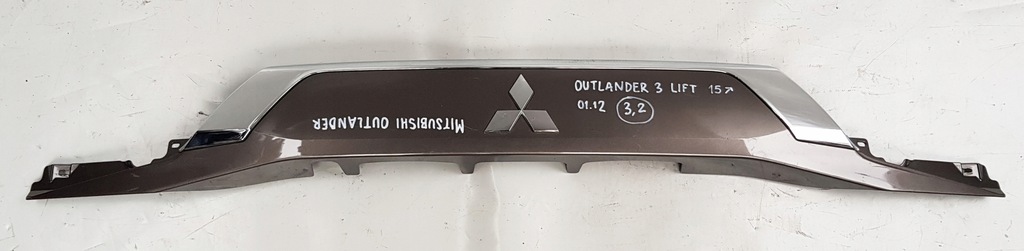 MITSUBISHI OUTLANDER
OUTLANDER 3 LIFT 15↗
01.12 3,2